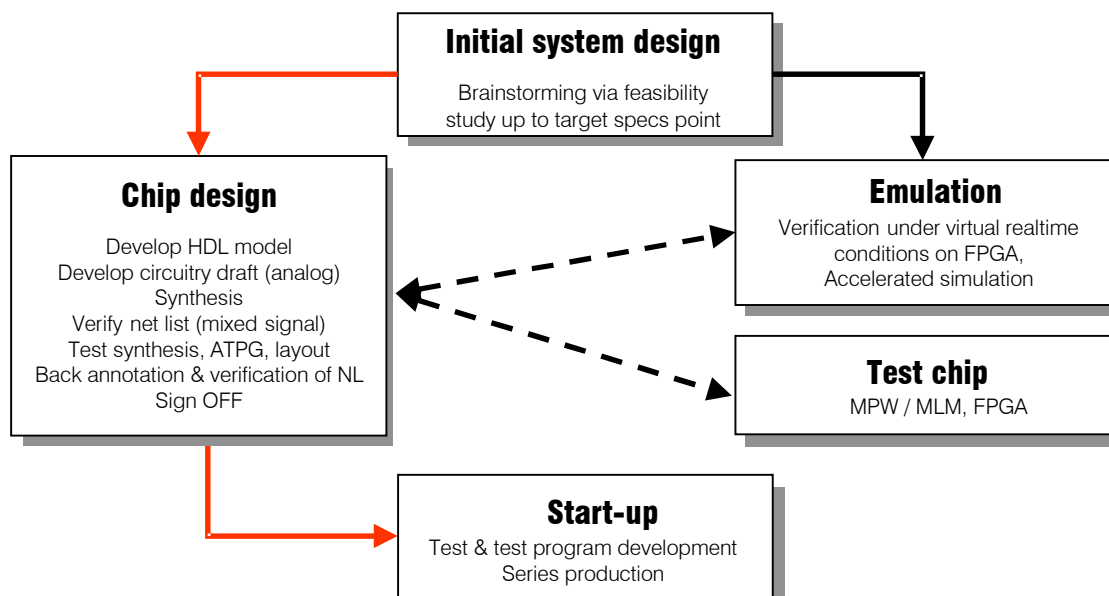 Initial system design
Brainstorming via feasibility
study up to target specs point
Chip design
Develop HDL model
Develop circuitry draft (analog)
Synthesis
Verify net list (mixed signal)
Test synthesis, ATPG, layout
Back annotation & verification of NL
Sign OFF
Emulation
Verification under virtual realtime
conditions on FPGA,
Accelerated simulation
Test chip
MPW / MLM, FPGA
Start-up
Test & test program development
Series production